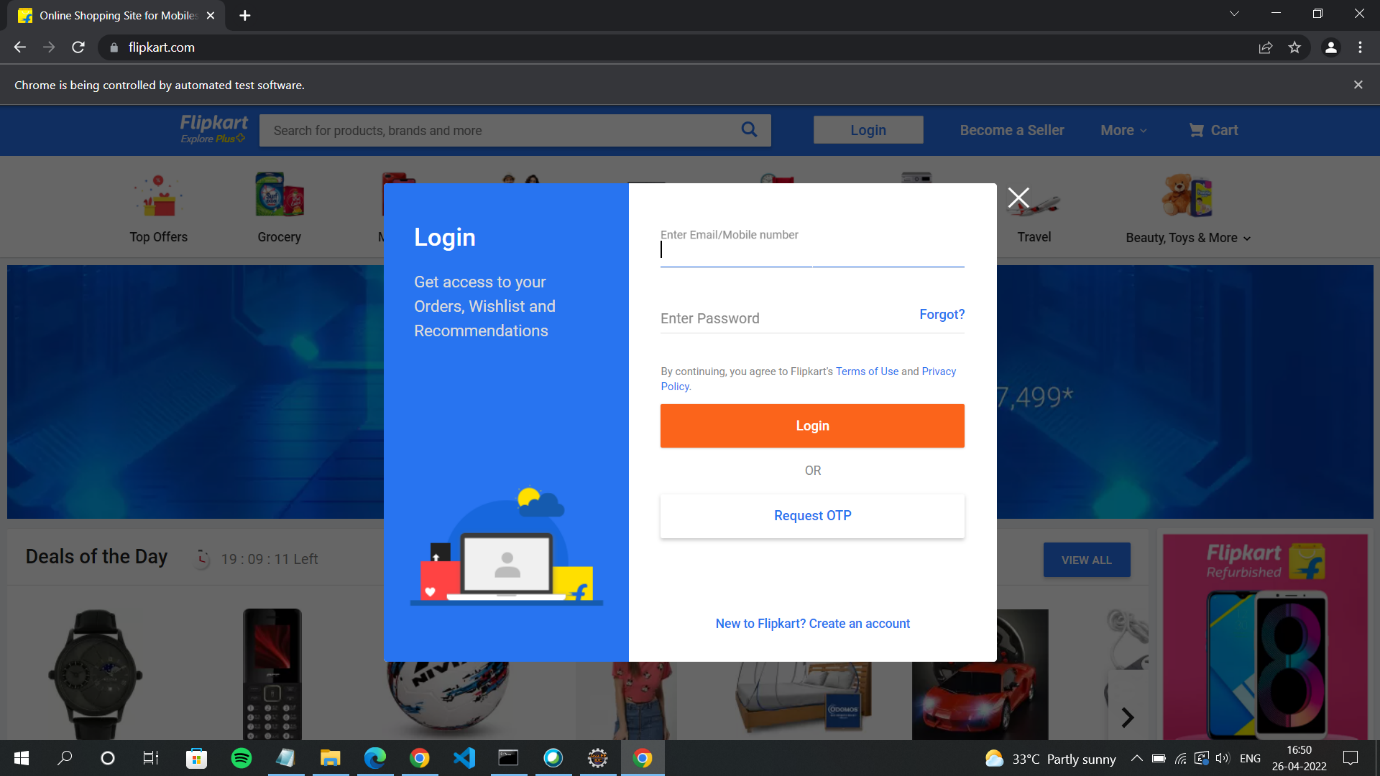 Online Shopping Site for Mobiles
flipkart.com
Chrome is being controlled by automated test software.
Flipkart
Explore Plus
Search for products, brands and more
Login
Become a Seller
More
Cart
Top Offers
Grocery
Travel
Beauty, Toys & More
Login
Get access to your
Orders, Wishlist and
Recommendations
Enter Email/Mobile number
Enter Password
Forgot?
By continuing, you agree to Flipkart's Terms of Use and Privacy
Policy.
Login
OR
Request OTP
New to Flipkart? Create an account
7,499*
Deals of the Day
19 : 09 : 11 Left
VIEW ALL
Flipkart
Refurbished
NIVIA
ODOMOS
33°C Partly sunny
ENG
16:50
26-04-2022